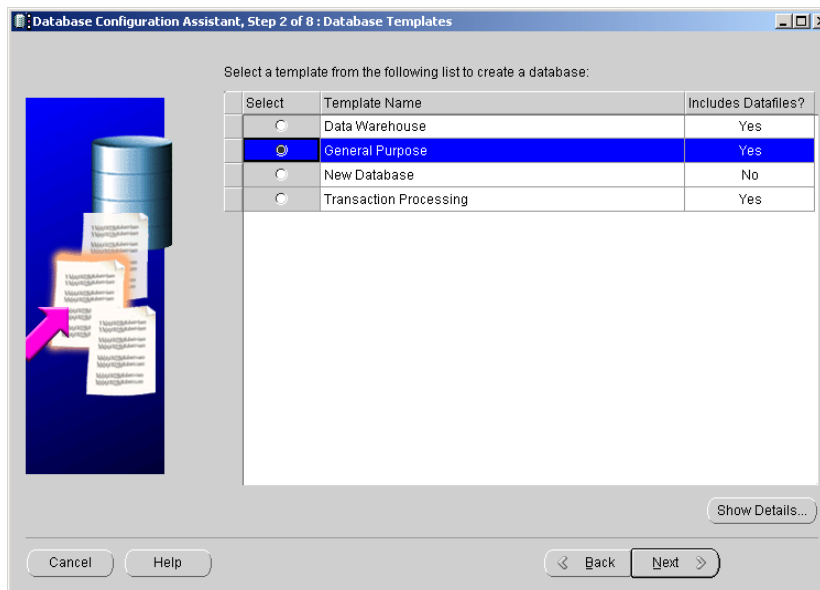 Database Configuration Assistant, Step 2 of 8 : Database Templates
Select a template from the following list to create a database:
Select Template Name Includes Datafiles?
Data Warehouse Yes
General Purpose Yes
New Database No
Transaction Processing Yes
Show Details...
Cancel Help Back Next